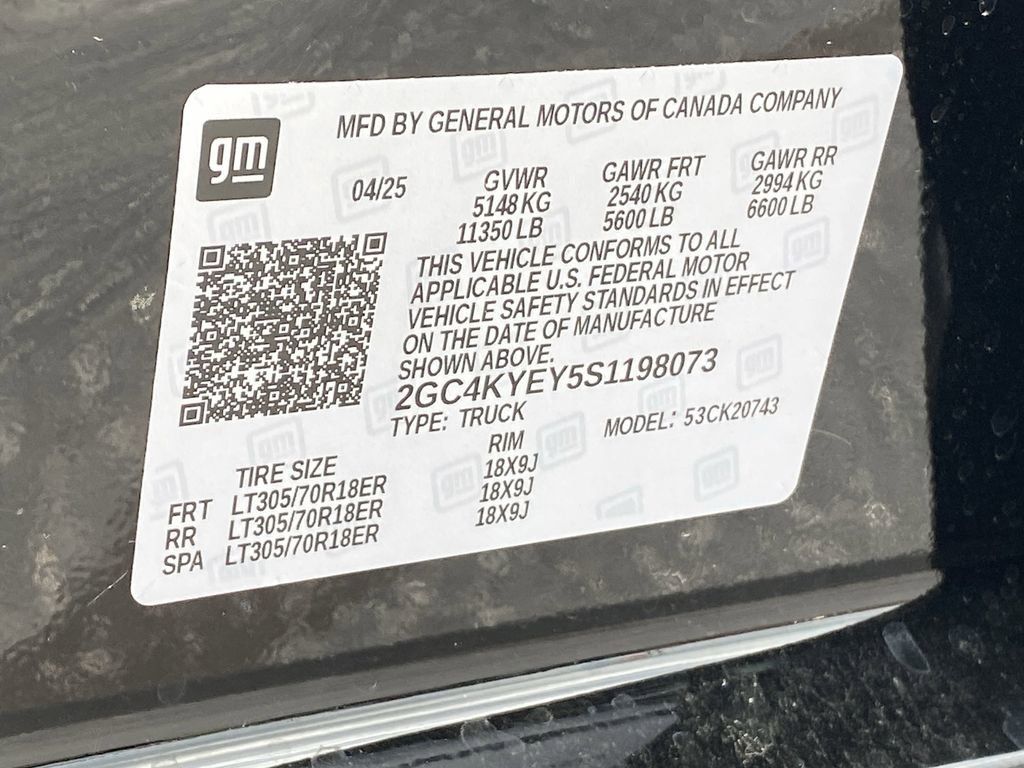 gm
MFD BY GENERAL MOTORS OF CANADA COMPANY
04/25
GVWR
5148 KG
11350 LB
GAWR FRT
2540 KG
5600 LB
GAWR RR
2994 KG
6600 LB
THIS VEHICLE CONFORMS TO ALL
APPLICABLE U.S. FEDERAL MOTOR
VEHICLE SAFETY STANDARDS IN EFFECT
ON THE DATE OF MANUFACTURE
SHOWN ABOVE.
2GC4KYEY5S1198073
TYPE: TRUCK
MODEL: 53CK20743
TIRE SIZE
RIM
FRT LT305/70R18ER 18X9J
RR LT305/70R18ER 18X9J
SPA LT305/70R18ER 18X9J